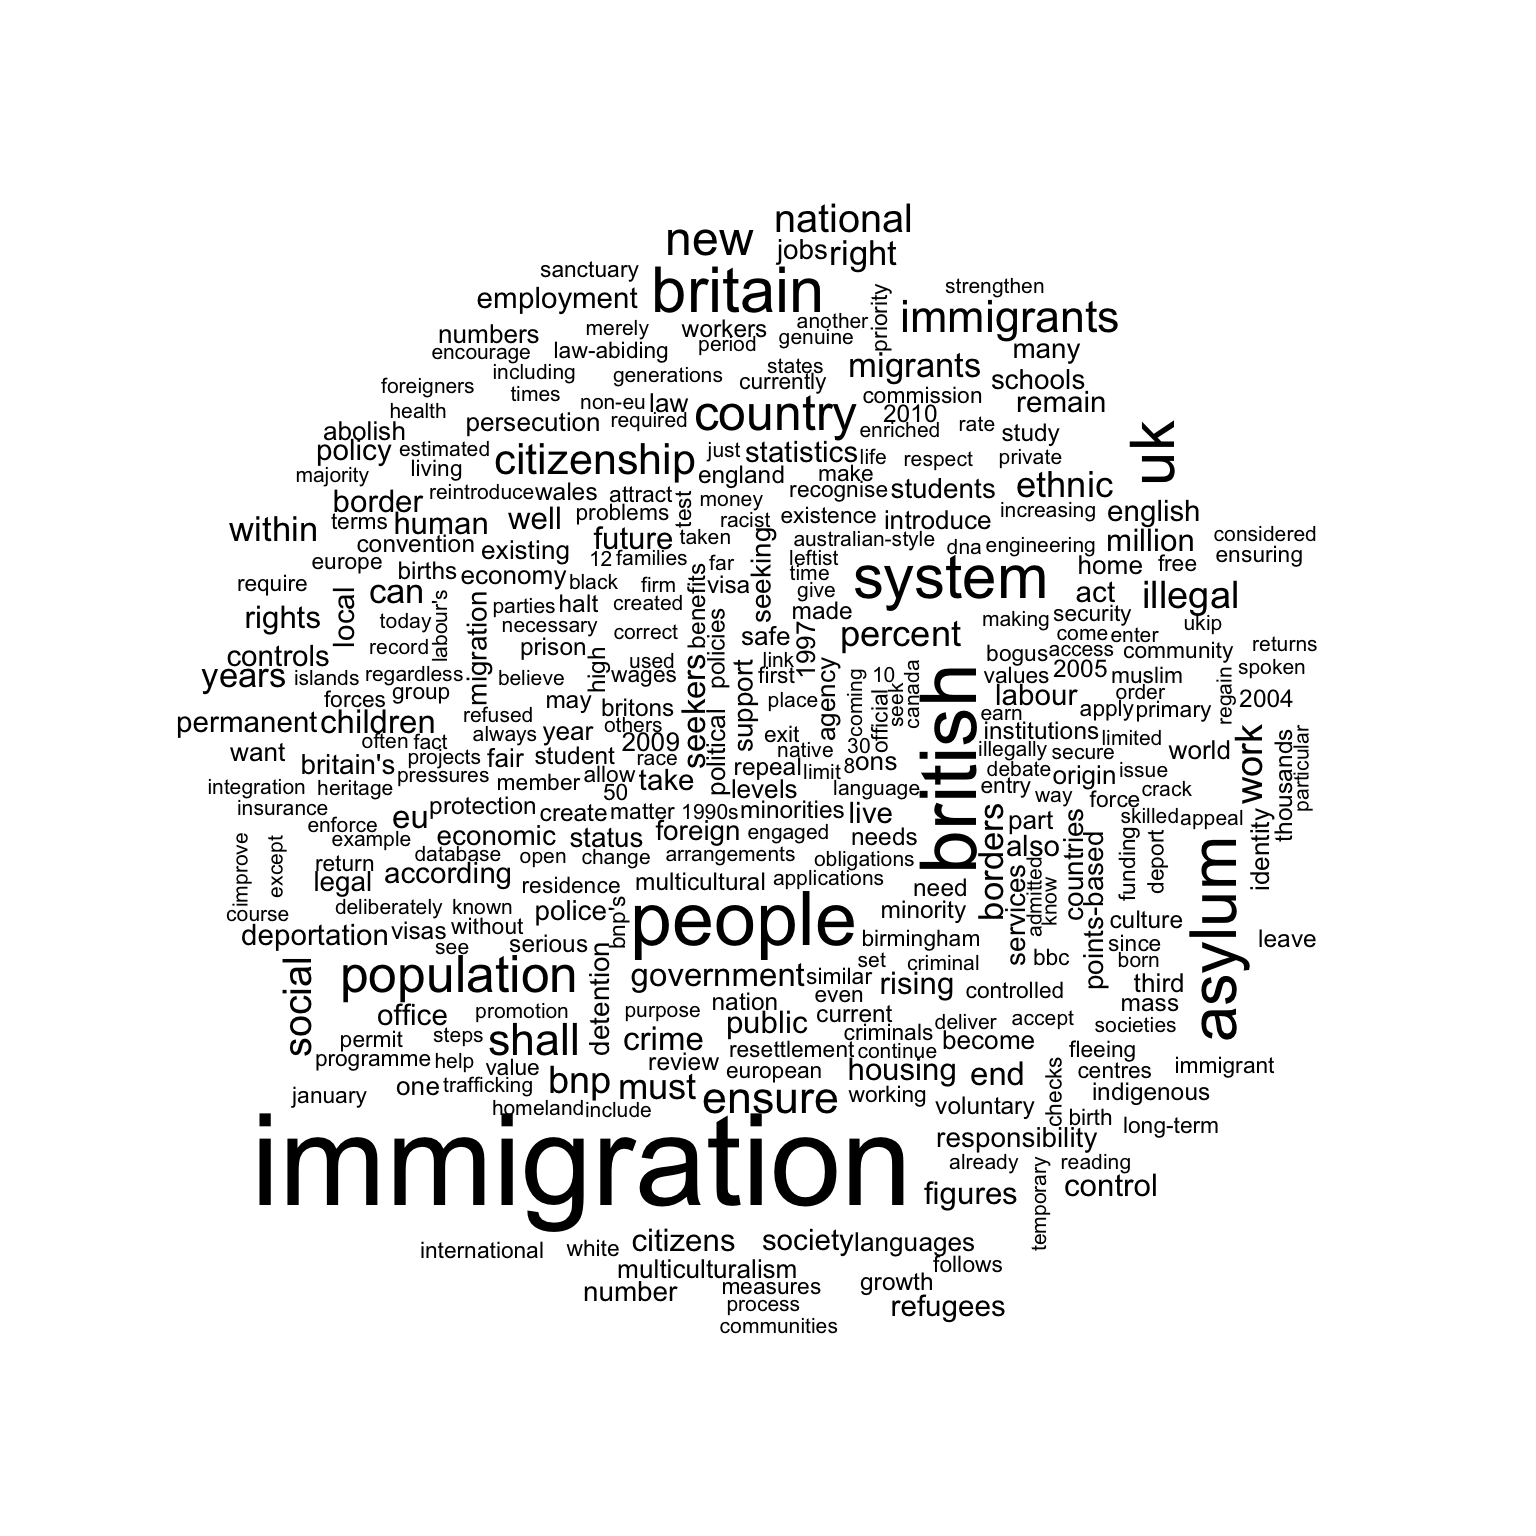 national
new
jobs right
sanctuary
britain
strengthen
employment
priority
immigrants
another
merely workers
numbers
genuine
period
many
encourage law-abiding
states
migrants
including generations
currently
schools
foreigners
times
commission
non-eu law
remain
health
country
2010
persecution required
enriched rate
abolish
study
uk
policy estimated
just statistics life respect private
living
citizenship
majority
england make
ethnic
border
reintroduce wales attract
test
money
recognise students
increasing english
within
terms human well problems
racist existence introduce
future taken
australian-style
million
considered
convention existing
seeking
dna engineering
ensuring
europe
12 families far
leftist
home free
births economy black firm
benefits
visa
time
system
act illegal
require
can
labour's
give
rights
local
migration
parties halt created
policies
made
making security
today
necessary correct
safe
1997
percent
come enter
ukip
record
prison
bogus access community
returns
controls
high
used
link
values 2005 muslim spoken
years islands regardless
believe
wages
seekers
support
first
agency
coming
10
seek
canada
british
labour order
regain
2004
forces group
may britons
political
place
official
earn
apply primary
permanent children refused
others
institutions limited
often fact
always year
2009
exit
30
illegally secure world
work
thousands
particular
want
britain's projects fair student race
native
8 ons
debate origin issue
integration heritage pressures member allow take
repeal limit
entry
crack
50
levels
language
way force
insurance
eu protection create matter 1990s minorities live
borders
part
countries
skilled appeal
identity
enforce
example
economic status foreign engaged needs
also
points-based
funding
deport
asylum
improve
except
return
database open change arrangements obligations
services
admitted
know
legal according residence multicultural applications need
course
deliberately known police
bnp's
people
minority
culture
deportation visas without
birmingham
since
leave
see
serious
detention
set criminal
bbc
born
social
population
government similar rising controlled
third
even
mass
office promotion
purpose nation
current
deliver accept societies
permit steps
shall
crime public
criminals become
programme help
review resettlement continue
fleeing
value
european housing end
centres immigrant
january one trafficking
bnp must
ensure working
checks
indigenous
homeland include
voluntary
birth
long-term
immigration
responsibility
already
temporary
reading
figures
control
international white citizens society languages
follows
multiculturalism
number measures growth
process
refugees
communities